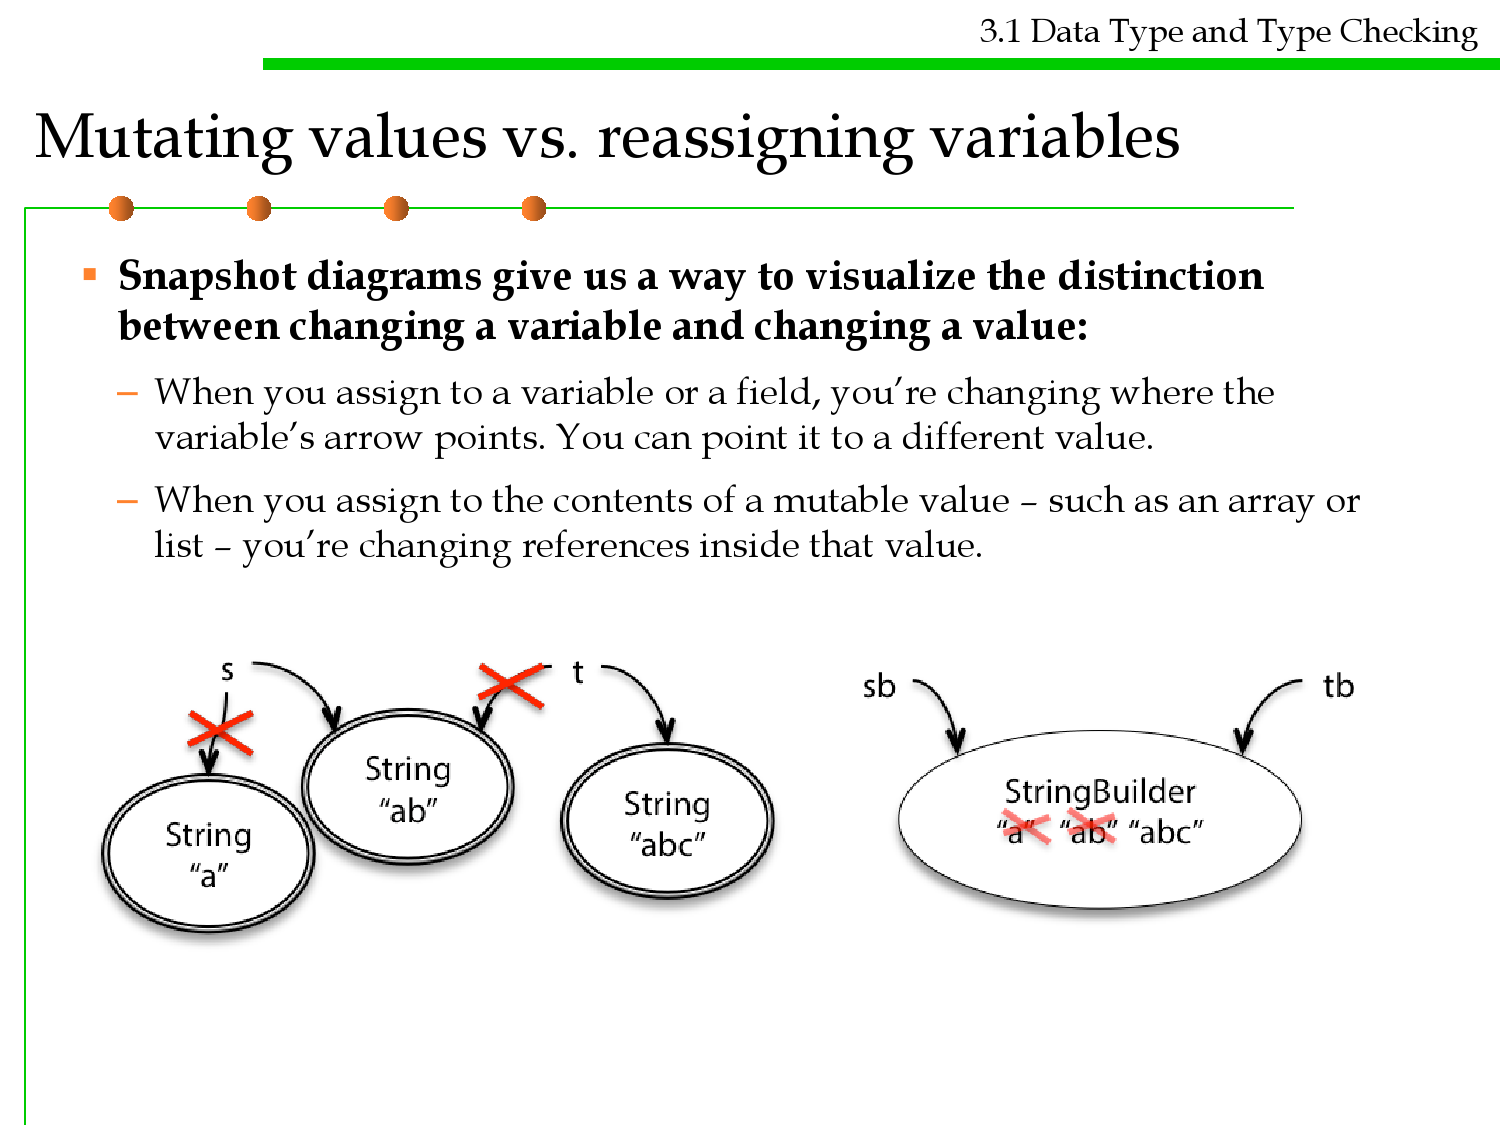 3.1 Data Type and Type Checking
Mutating values vs. reassigning variables
▪ Snapshot diagrams give us a way to visualize the distinction
between changing a variable and changing a value:
– When you assign to a variable or a field, you’re changing where the
variable’s arrow points. You can point it to a different value.
– When you assign to the contents of a mutable value – such as an array or
list – you’re changing references inside that value.
s
t
String
“a”
String
“ab”
String
“abc”
sb
tb
StringBuilder
“a” “ab” “abc”